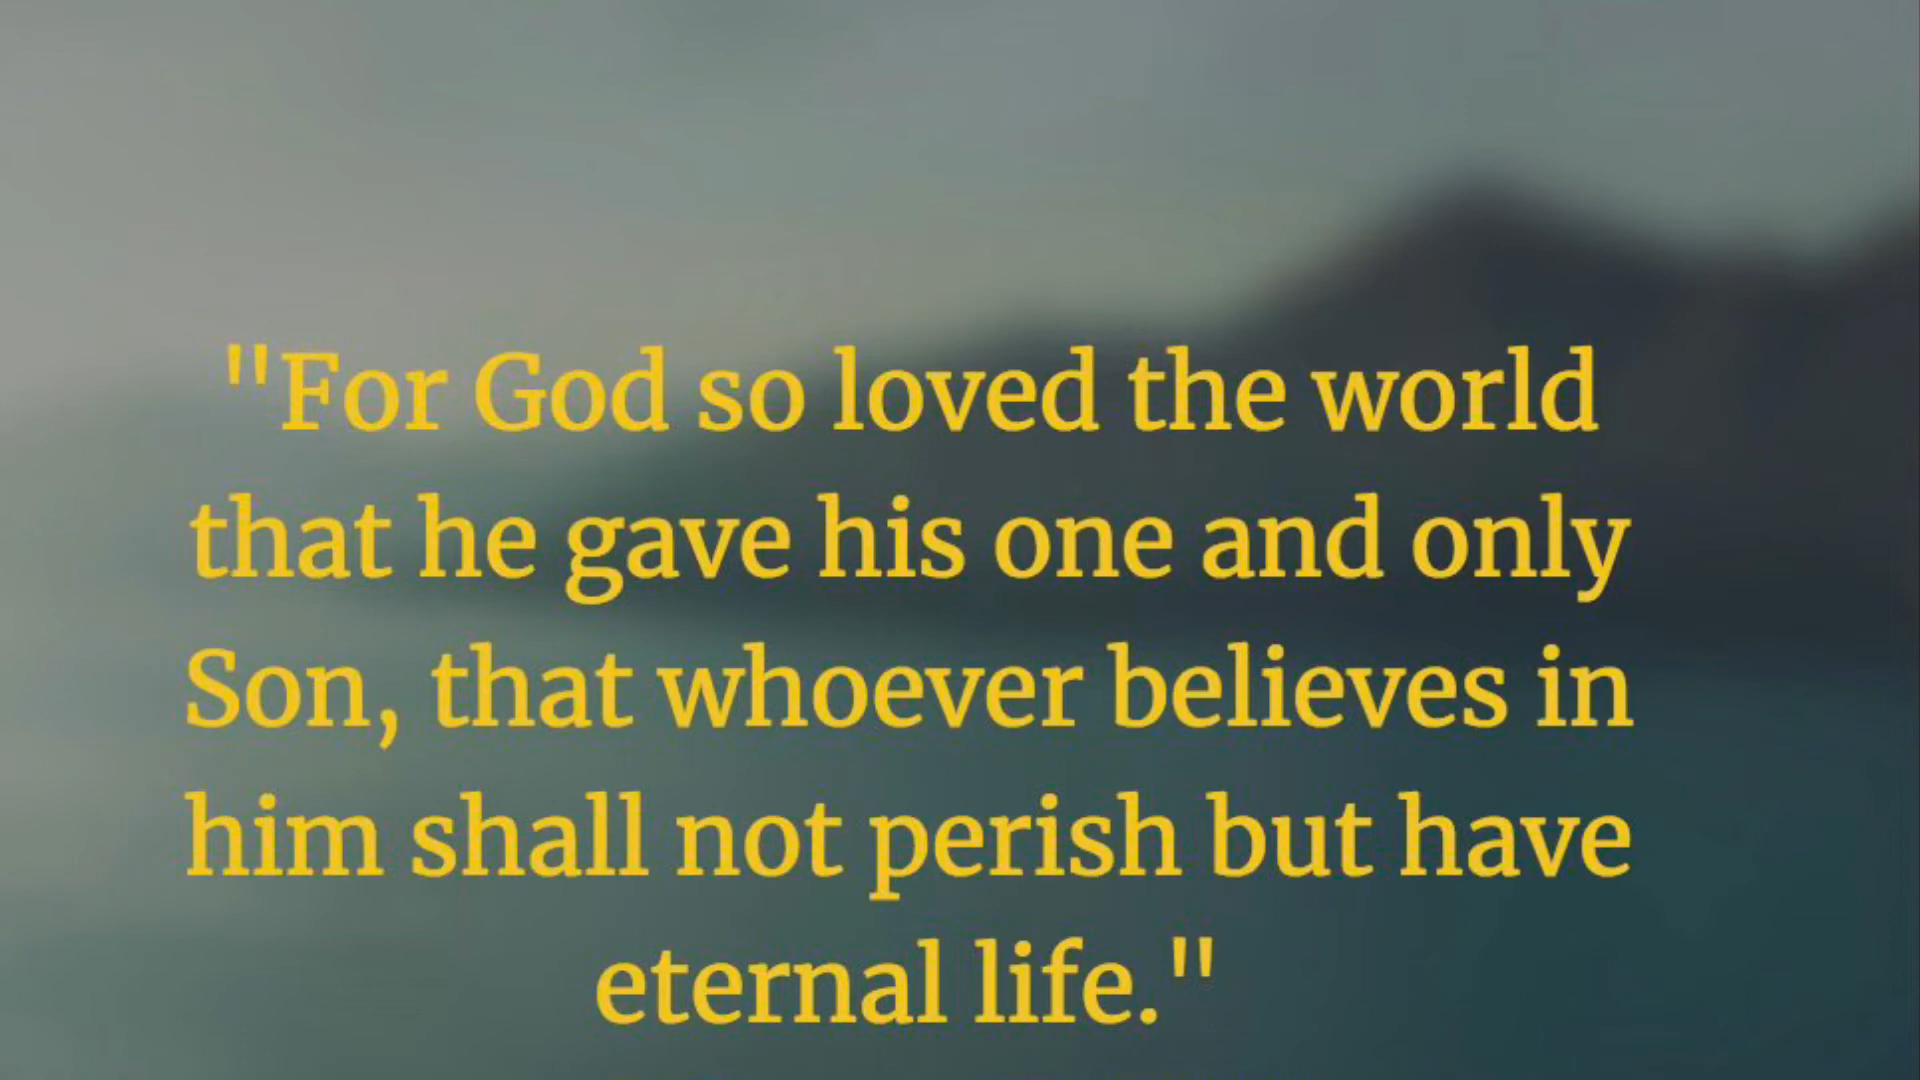 "For God so loved the world
that he gave his one and only
Son, that whoever believes in
him shall not perish but have
eternal life."